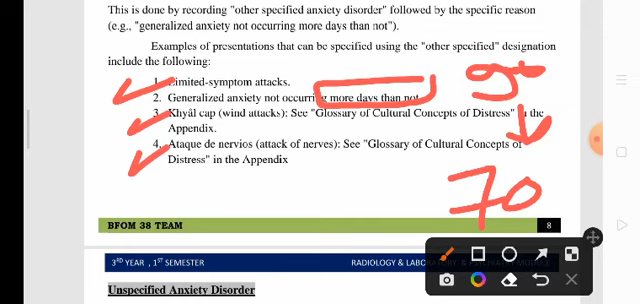 This is done by recording "other specified anxiety disorder" followed by the specific reason
(e.g., "generalized anxiety not occurring more days than not").
Examples of presentations that can be specified using the "other specified" designation
include the following:
1. Limited-symptom attacks.
2. Generalized anxiety not occurring more days than not.
3. Khyâl cap (wind attacks): See "Glossary of Cultural Concepts of Distress" in the
Appendix.
4. Ataque de nervios (attack of nerves): See "Glossary of Cultural Concepts of
Distress" in the Appendix
70
BFOM 38 TEAM 8
3RD YEAR , 1ST SEMESTER RADIOLOGY & LAB
Unspecified Anxiety Disorder